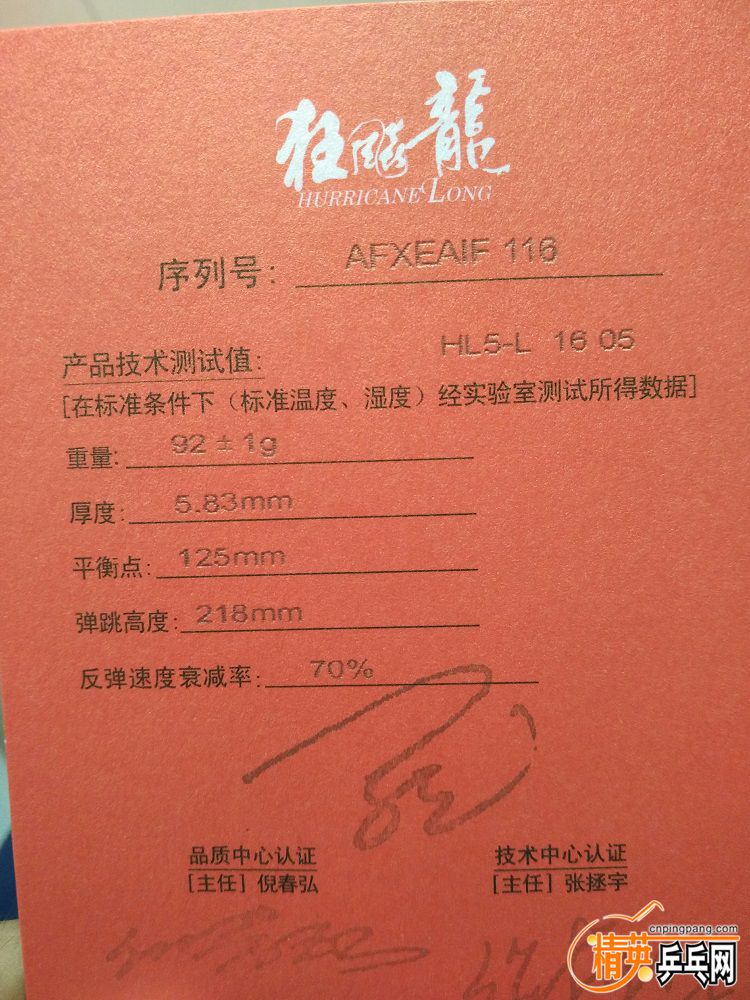 狂飚龍
HURRICANE LONG
序列号: AFXEAIF 116
产品技术测试值: HL5-L 16 05
[在标准条件下（标准温度、湿度）经实验室测试所得数据]
重量: 92±1g
厚度: 5.83mm
平衡点: 125mm
弹跳高度: 218mm
反弹速度衰减率: 70%
品质中心认证 技术中心认证
[主任] 倪春弘 [主任] 张拯宇
cnpingpang.com
精英乒乓网